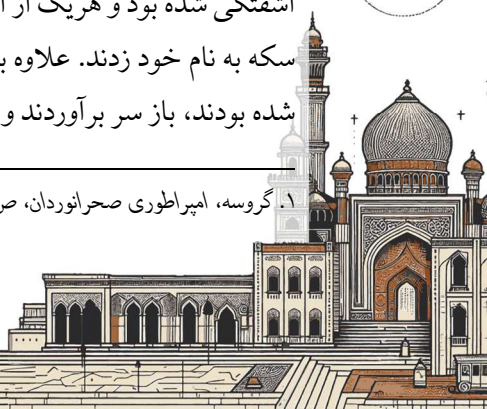 آشفتگی شده بود و هریک از
سکه به نام خود زدند. علاوه
شده بودند، باز سر برآوردند و
۱. گروسه، امپراطوری صحرانوردان،